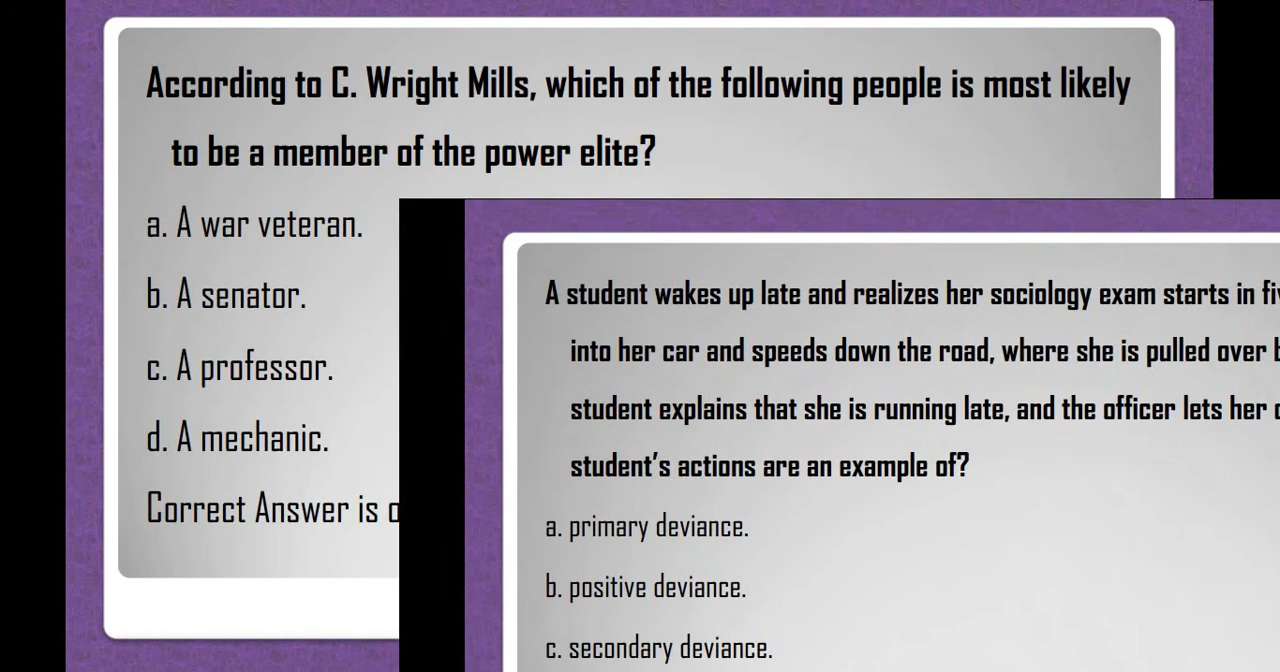 According to C. Wright Mills, which of the following people is most likely
to be a member of the power elite?
a. A war veteran.
b. A senator.
c. A professor.
d. A mechanic.
Correct Answer is
A student wakes up late and realizes her sociology exam starts in
into her car and speeds down the road, where she is pulled over
student explains that she is running late, and the officer lets her
student’s actions are an example of?
a. primary deviance.
b. positive deviance.
c. secondary deviance.